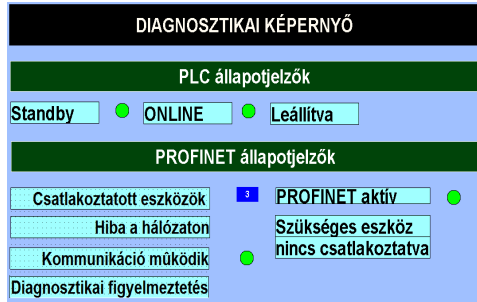 DIAGNOSZTIKAI KÉPERNYŐ
PLC állapotjelzők
Standby ONLINE Leállítva
PROFINET állapotjelzők
Csatlakoztatott eszközök 3 PROFINET aktív
Hiba a hálózaton
Szükséges eszköz
nincs csatlakoztatva
Kommunikáció mûködik
Diagnosztikai figyelmeztetés